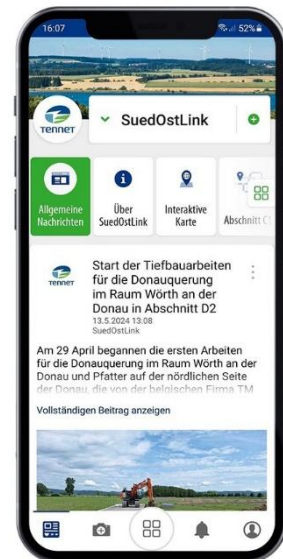 16:07
52%
TENNET
SuedOstLink
Allgemeine
Nachrichten
Über
SuedOstLink
Interaktive
Karte
Abschnitt
TENNET
Start der Tiefbauarbeiten
für die Donauquerung
im Raum Wörth an der
Donau in Abschnitt D2
13.5.2024 13:08
SuedOstLink
Am 29 April begannen die ersten Arbeiten
für die Donauquerung im Raum Wörth an der
Donau und Pfatter auf der nördlichen Seite
der Donau, die von der belgischen Firma TM
Vollständigen Beitrag anzeigen